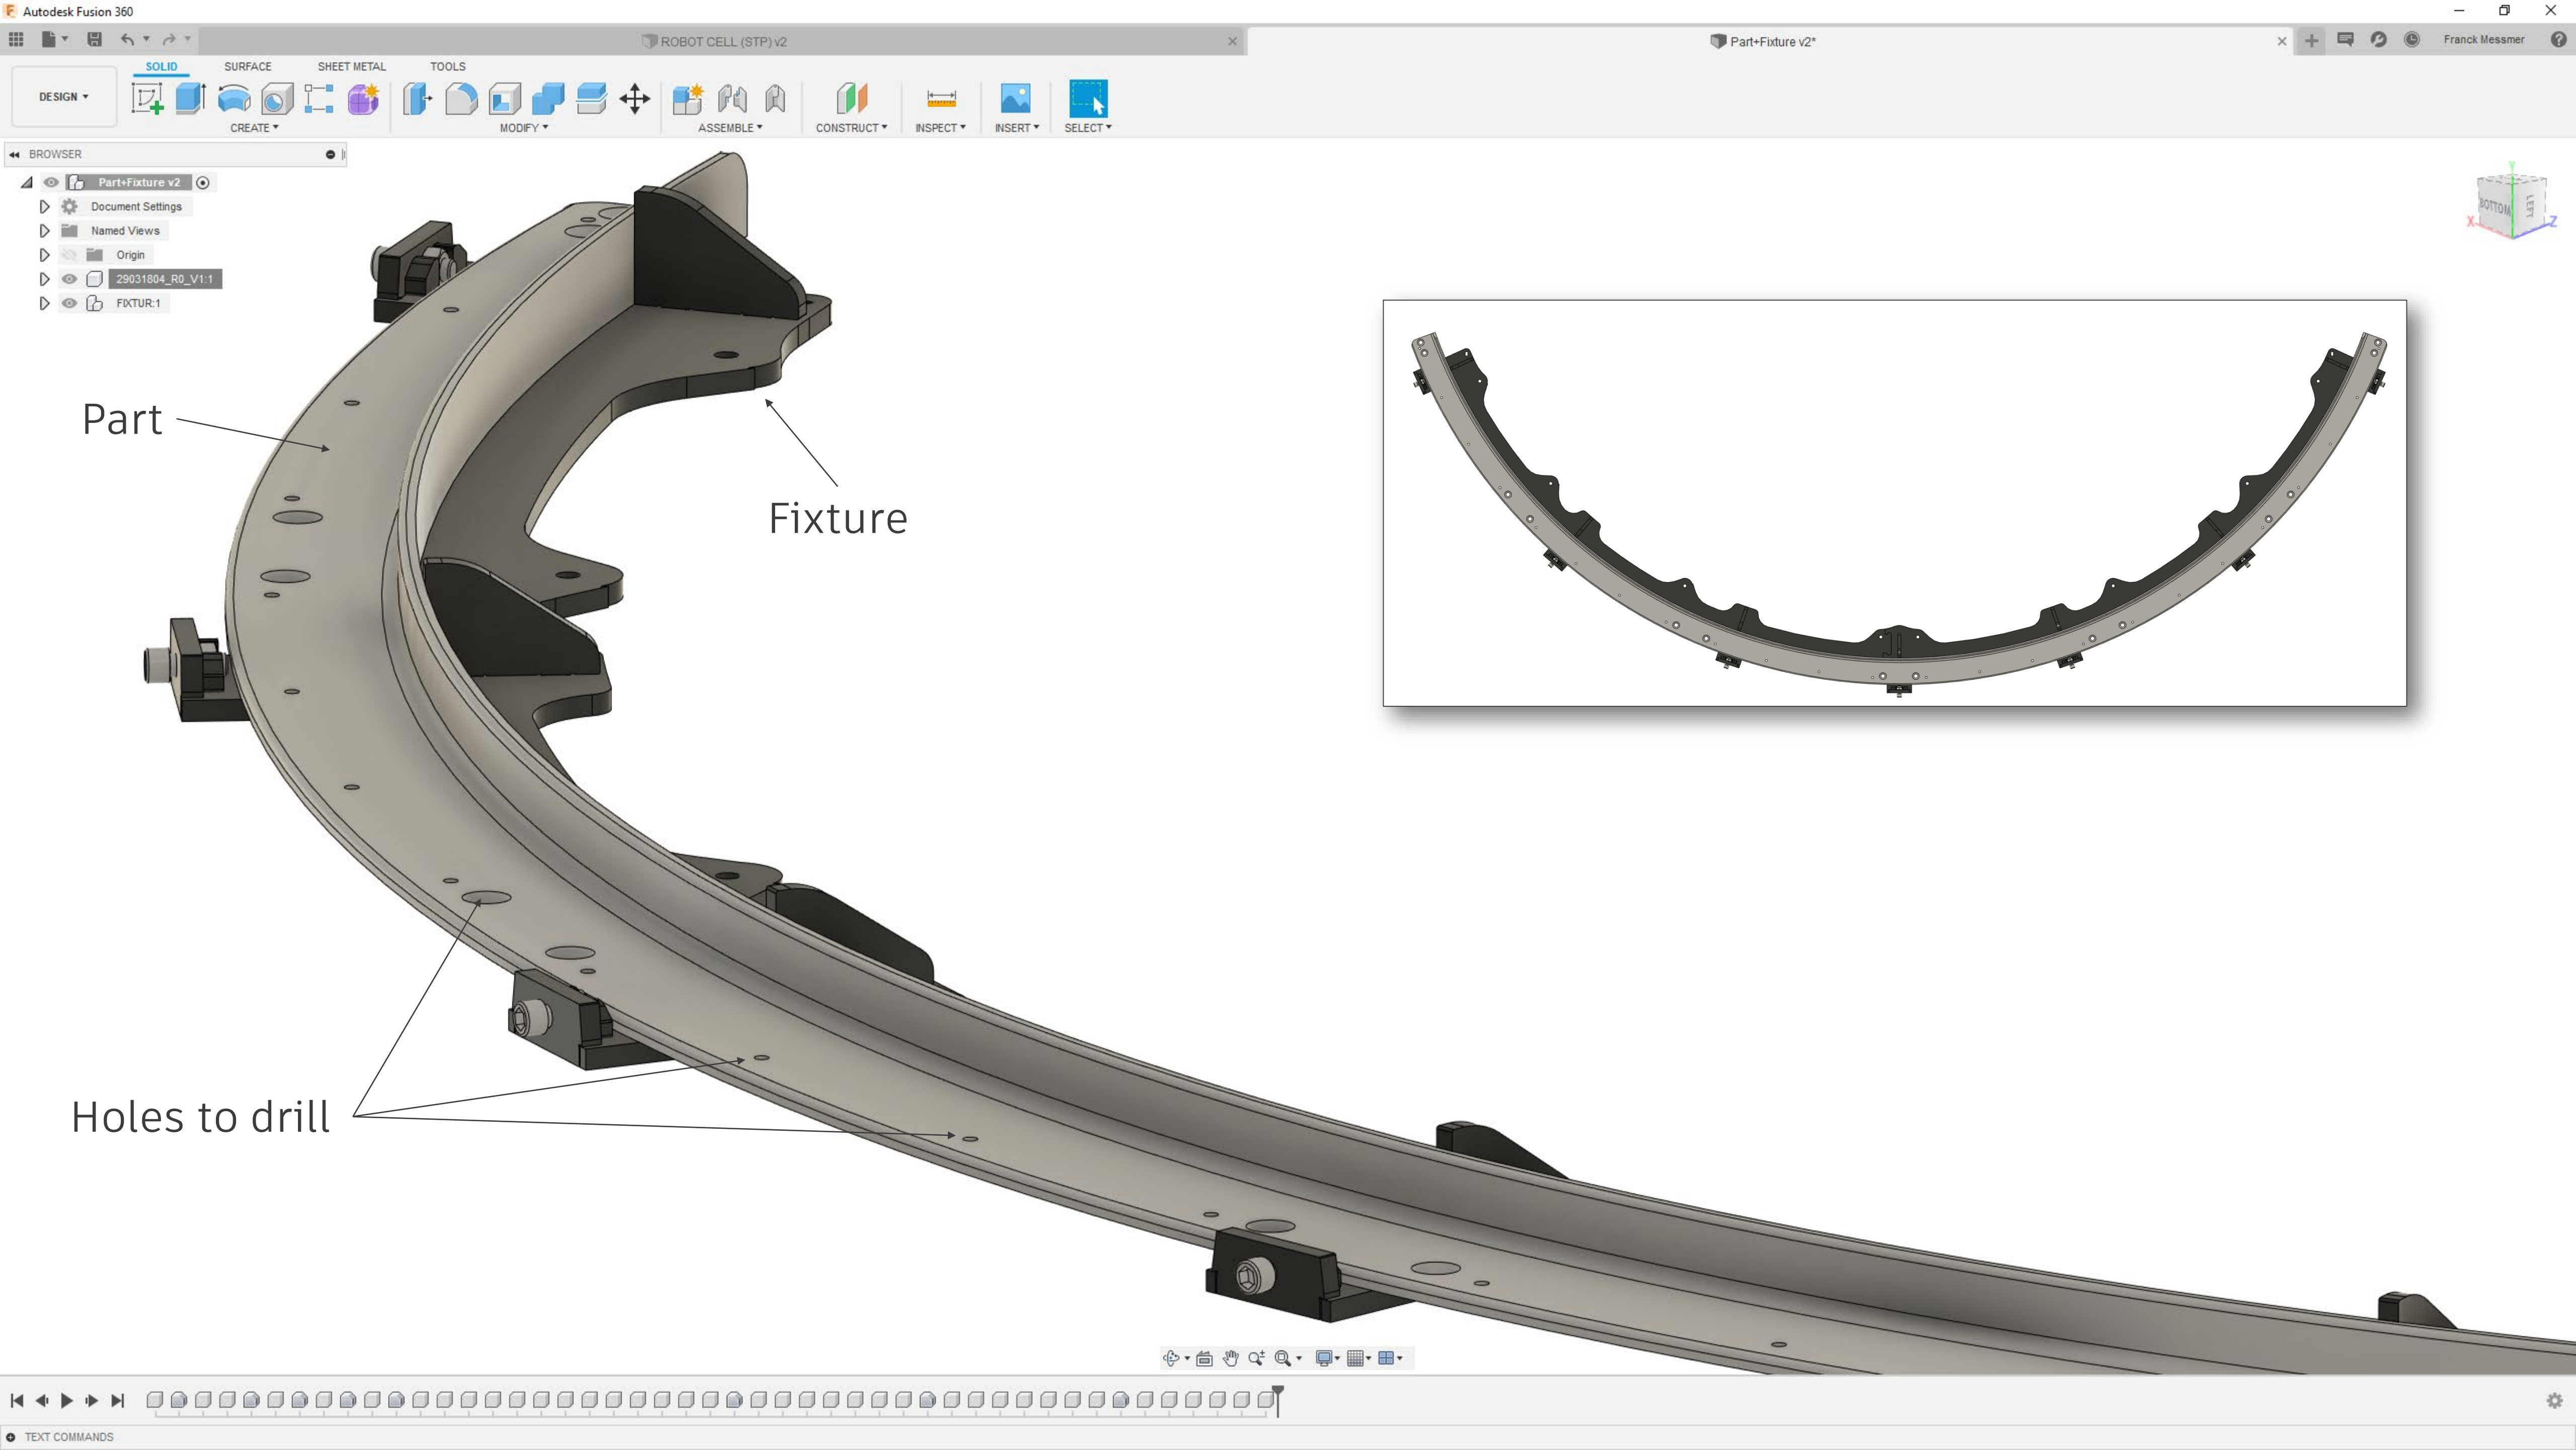 Autodesk Fusion 360
ROBOT CELL (STP) v2
Part+Fixture v2*
Franck Messmer
DESIGN
SOLID
SURFACE
SHEET METAL
TOOLS
CREATE
MODIFY
ASSEMBLE
CONSTRUCT
INSPECT
INSERT
SELECT
BROWSER
Part+Fixture v2
Document Settings
Named Views
Origin
29031804_R0_V1:1
FIXTUR:1
Y
BOTTOM
LEFT
X
Z
Part
Fixture
Holes to drill
TEXT COMMANDS